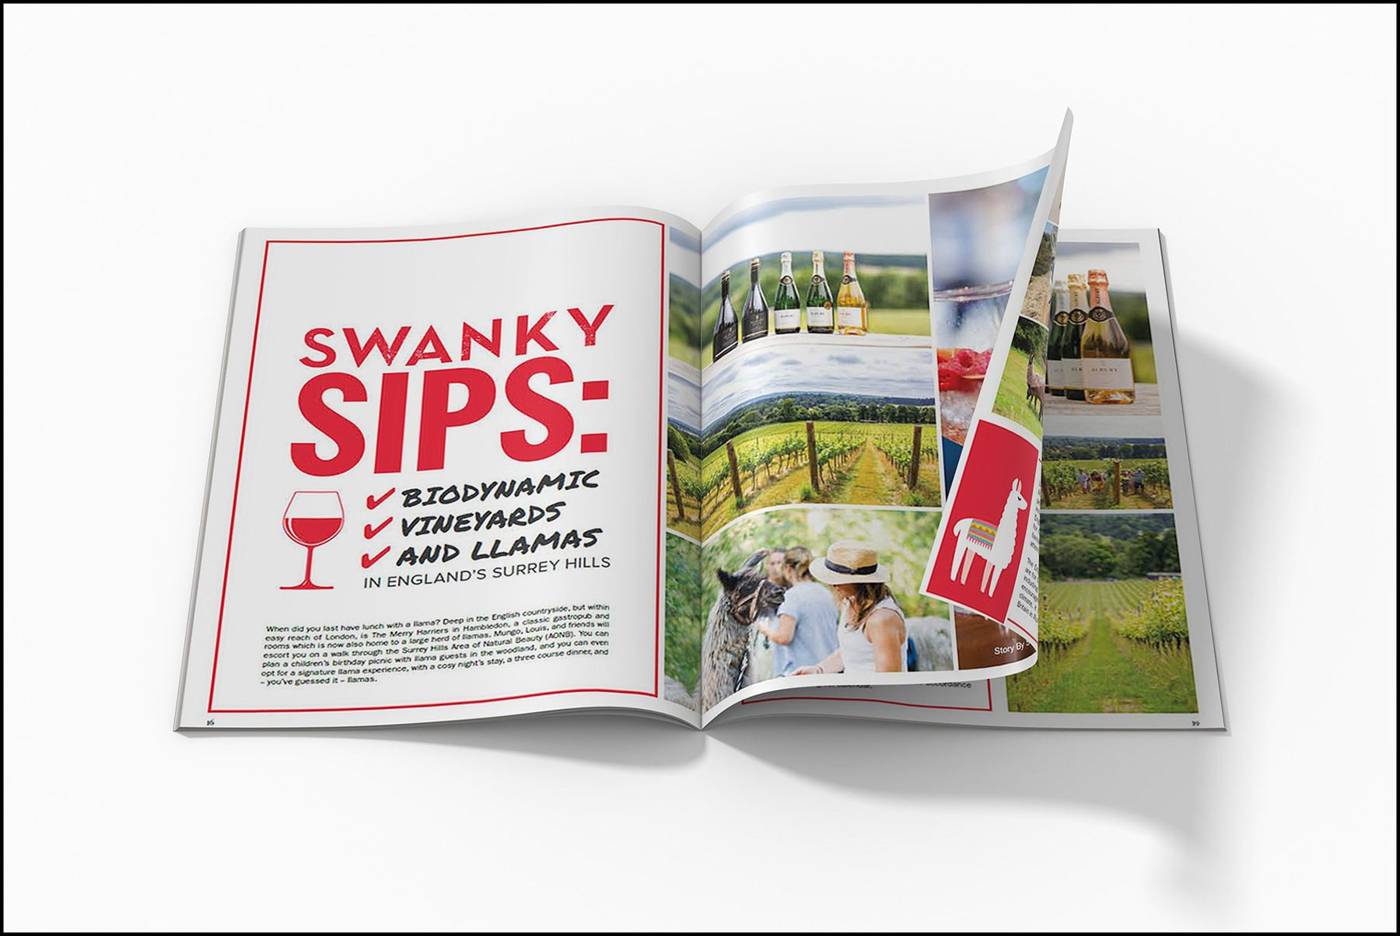 SWANKY
SIPS:
BIODYNAMIC
VINEYARDS
AND LLAMAS
IN ENGLAND'S SURREY HILLS
When did you last have lunch with a llama? Deep in the English countryside, but within
easy reach of London, is The Merry Harriers in Hambledon, a classic gastropub and
rooms which is now also home to a large herd of llamas. Mungo, Louis, and friends will
escort you on a walk through the Surrey Hills Area of Natural Beauty (AONB). You can
plan a children's birthday picnic with llama guests in the woodland, and you can even
opt for a signature llama experience, with a cosy night's stay, a three course dinner, and
– you've guessed it – llamas.
16
Story By
accordance
19